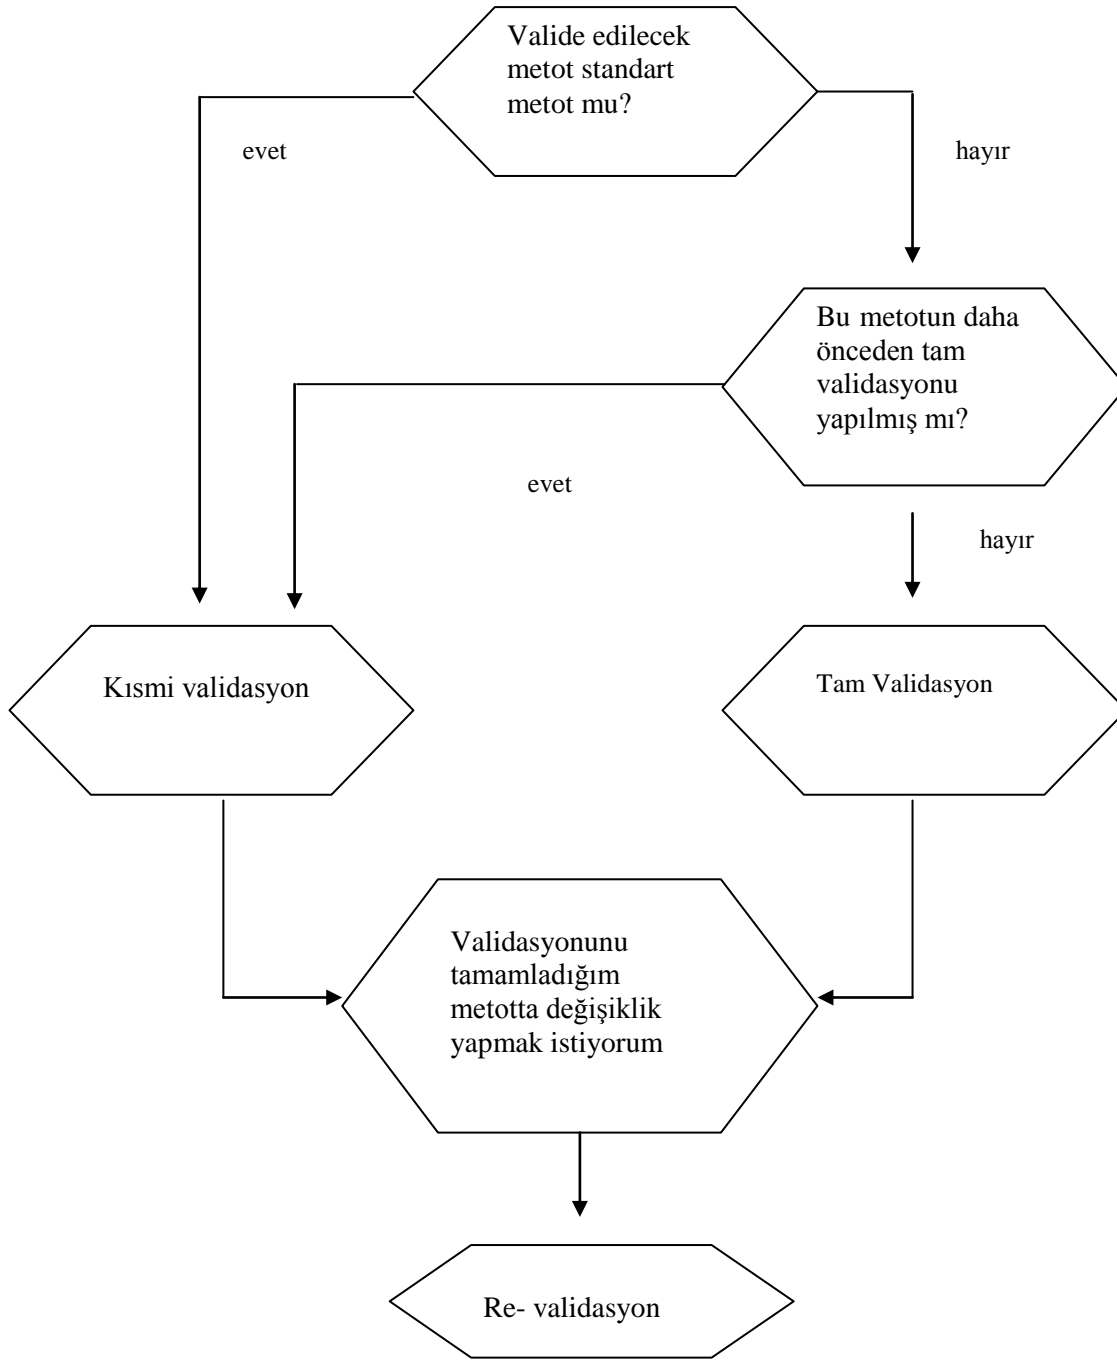 Valide edilecek
metot standart
metot mu?
evet
hayır
Bu metotun daha
önceden tam
validasyonu
yapılmış mı?
evet
hayır
Kısmi validasyon
Tam Validasyon
Validasyonunu
tamamladığım
metotta değişiklik
yapmak istiyorum
Re- validasyon